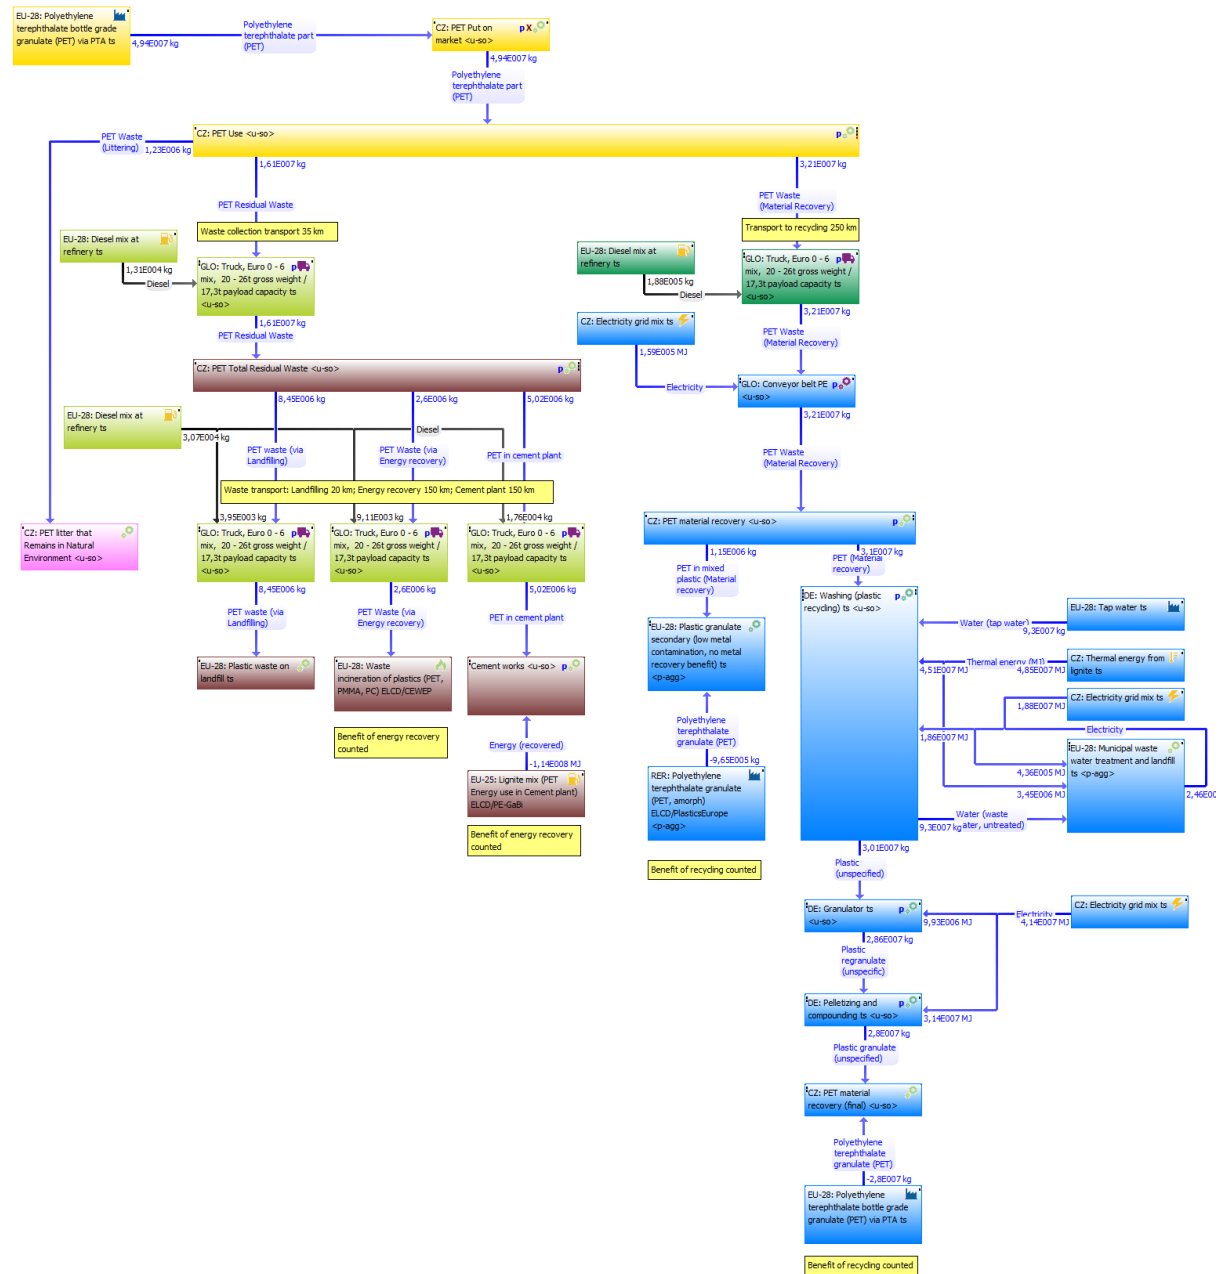 EU-28: Polyethylene
terephthalate bottle grade
granulate (PET) via PTA ts
4,94E007 kg
Polyethylene
terephthalate part
(PET)
CZ: PET Put on
market <u-so>
pX
4,94E007 kg
Polyethylene
terephthalate part
(PET)
CZ: PET Use <u-so>
p
PET Waste
(Littering)
1,23E006 kg
1,61E007 kg
3,21E007 kg
PET Residual Waste
PET Waste
(Material Recovery)
Waste collection transport 35 km
Transport to recycling 250 km
EU-28: Diesel mix at
refinery ts
1,31E004 kg
Diesel
GLO: Truck, Euro 0 - 6
mix, 20 - 26t gross weight /
17,3t payload capacity ts
<u-so>
p
EU-28: Diesel mix at
refinery ts
1,88E005 kg
Diesel
GLO: Truck, Euro 0 - 6
mix, 20 - 26t gross weight /
17,3t payload capacity ts
<u-so>
p
1,61E007 kg
PET Residual Waste
3,21E007 kg
PET Waste
(Material Recovery)
CZ: Electricity grid mix ts
1,59E005 MJ
Electricity
CZ: PET Total Residual Waste <u-so>
p
GLO: Conveyor belt PE
<u-so>
p
3,21E007 kg
8,45E006 kg
2,6E006 kg
5,02E006 kg
EU-28: Diesel mix at
refinery ts
3,07E004 kg
Diesel
PET waste (via
Landfilling)
PET Waste (via
Energy recovery)
PET in cement plant
PET Waste
(Material Recovery)
Waste transport: Landfilling 20 km; Energy recovery 150 km; Cement plant 150 km
3,95E003 kg
9,11E003 kg
1,76E004 kg
CZ: PET litter that
Remains in Natural
Environment <u-so>
GLO: Truck, Euro 0 - 6
mix, 20 - 26t gross weight /
17,3t payload capacity ts
<u-so>
p
GLO: Truck, Euro 0 - 6
mix, 20 - 26t gross weight /
17,3t payload capacity ts
<u-so>
p
GLO: Truck, Euro 0 - 6
mix, 20 - 26t gross weight /
17,3t payload capacity ts
<u-so>
p
CZ: PET material recovery <u-so>
p
1,15E006 kg
3,1E007 kg
PET in mixed
plastic (Material
recovery)
PET (Material
recovery)
8,45E006 kg
2,6E006 kg
5,02E006 kg
PET waste (via
Landfilling)
PET Waste (via
Energy recovery)
PET in cement plant
EU-28: Plastic waste on
landfill ts
EU-28: Waste
incineration of plastics (PET,
PMMA, PC) ELCD/CEWEP
Cement works <u-so>
p
EU-28: Plastic granulate
secondary (low metal
contamination, no metal
recovery benefit) ts
<p-agg>
DE: Washing (plastic
recycling) ts <u-so>
p
EU-28: Tap water ts
Water (tap water)
9,3E007 kg
CZ: Thermal energy from
lignite ts
Thermal energy (MJ)
4,51E007 MJ
4,85E007 MJ
CZ: Electricity grid mix ts
1,88E007 MJ
1,86E007 MJ
Electricity
EU-28: Municipal waste
water treatment and landfill
ts <p-agg>
4,36E005 MJ
3,45E006 MJ
2,46E00
Water (waste
ater, untreated)
9,3E007 kg
Benefit of energy recovery
counted
Energy (recovered)
-1,14E008 MJ
EU-25: Lignite mix (PET
Energy use in Cement plant)
ELCD/PE-GaBi
Benefit of energy recovery
counted
Polyethylene
terephthalate
granulate (PET)
-9,65E005 kg
RER: Polyethylene
terephthalate granulate
(PET, amorph)
ELCD/PlasticsEurope
<p-agg>
Benefit of recycling counted
3,01E007 kg
Plastic
(unspecified)
DE: Granulator ts
<u-so>
p
9,93E006 MJ
Electricity
4,14E007 MJ
CZ: Electricity grid mix ts
2,86E007 kg
Plastic
regranulate
(unspecific)
DE: Pelletizing and
compounding ts <u-so>
p
3,14E007 MJ
2,8E007 kg
Plastic granulate
(unspecified)
CZ: PET material
recovery (final) <u-so>
Polyethylene
terephthalate
granulate (PET)
-2,8E007 kg
EU-28: Polyethylene
terephthalate bottle grade
granulate (PET) via PTA ts
Benefit of recycling counted